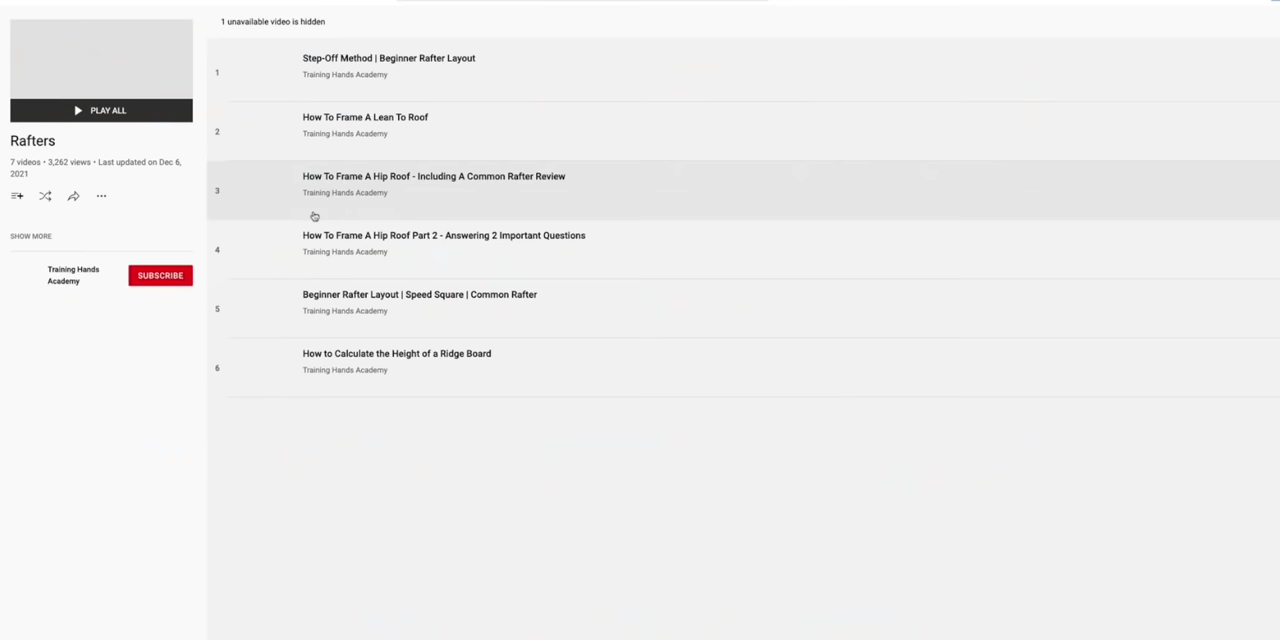 1 unavailable video is hidden
PLAY ALL
Rafters
7 videos • 3,262 views • Last updated on Dec 6,
2021
SHOW MORE
Training Hands
Academy
SUBSCRIBE
1
Step-Off Method | Beginner Rafter Layout
Training Hands Academy
2
How To Frame A Lean To Roof
Training Hands Academy
3
How To Frame A Hip Roof - Including A Common Rafter Review
Training Hands Academy
4
How To Frame A Hip Roof Part 2 - Answering 2 Important Questions
Training Hands Academy
5
Beginner Rafter Layout | Speed Square | Common Rafter
Training Hands Academy
6
How to Calculate the Height of a Ridge Board
Training Hands Academy